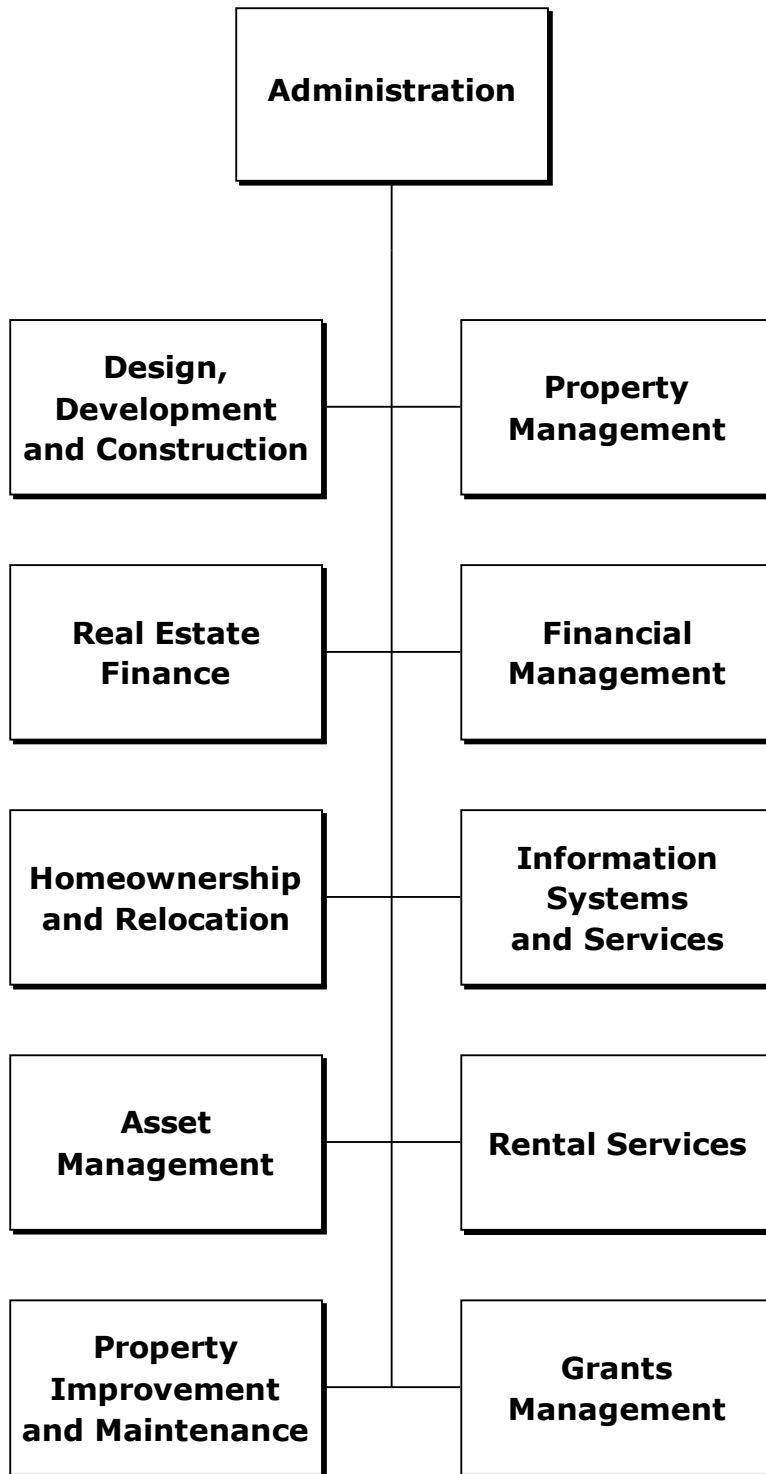 Administration
Design,
Development
and Construction
Property
Management
Real Estate
Finance
Financial
Management
Homeownership
and Relocation
Information
Systems
and Services
Asset
Management
Rental Services
Property
Improvement
and Maintenance
Grants
Management